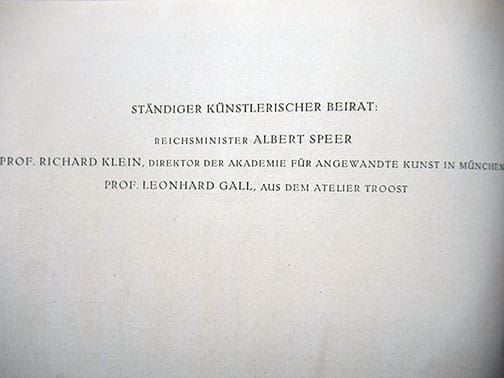 STÄNDIGER KÜNSTLERISCHER BEIRAT:
REICHSMINISTER ALBERT SPEER
PROF. RICHARD KLEIN, DIREKTOR DER AKADEMIE FÜR ANGEWANDTE KUNST IN MÜNCHEN
PROF. LEONHARD GALL, AUS DEM ATELIER TROOST